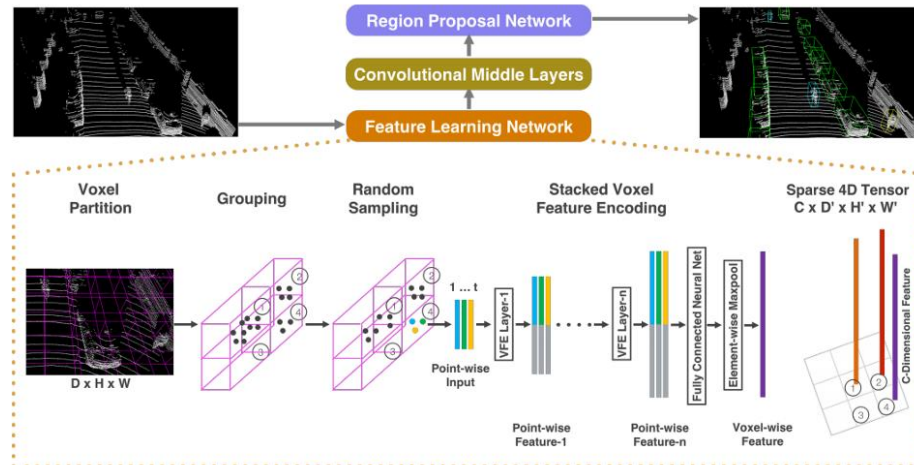 Region Proposal Network
Convolutional Middle Layers
Feature Learning Network
Voxel
Partition
Grouping
Random
Sampling
Stacked Voxel
Feature Encoding
Sparse 4D Tensor
C x D' x H' x W'
D x H x W
1
2
3
4
1
2
3
4
1 ... t
Point-wise
Input
VFE Layer-1
Point-wise
Feature-1
VFE Layer-n
Point-wise
Feature-n
Fully Connected Neural Net
Element-wise Maxpool
Voxel-wise
Feature
C-Dimensional Feature
1
2
3
4